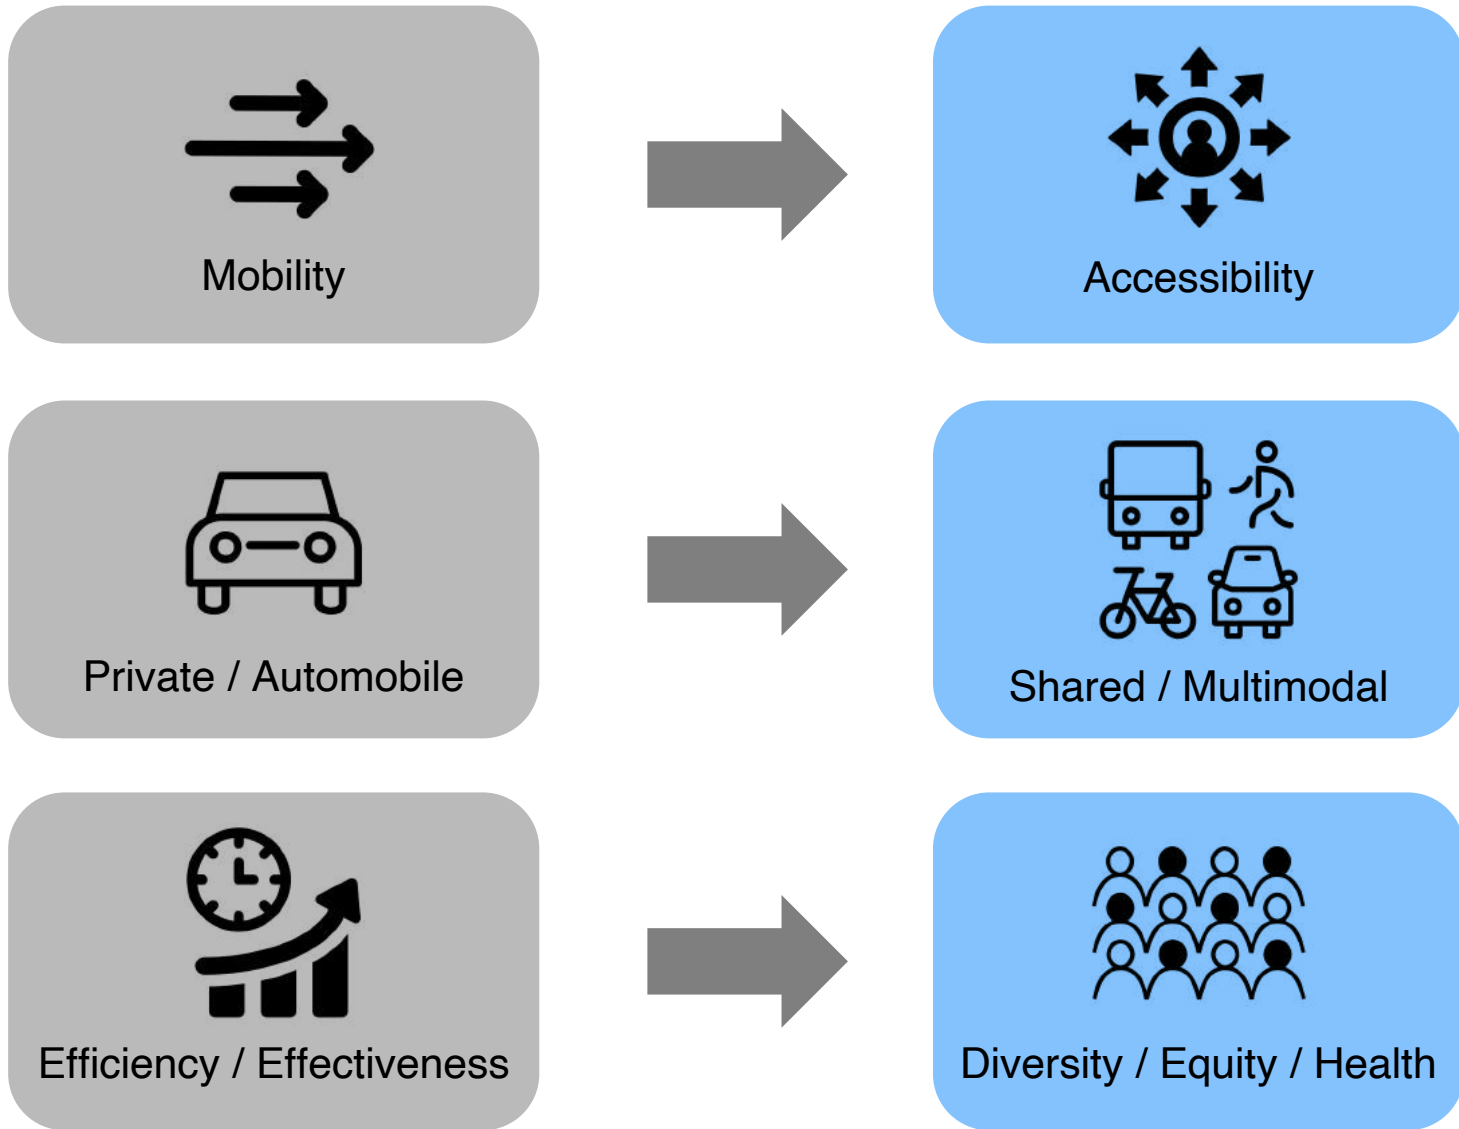 Mobility
Accessibility
Private / Automobile
Shared / Multimodal
Efficiency / Effectiveness
Diversity / Equity / Health